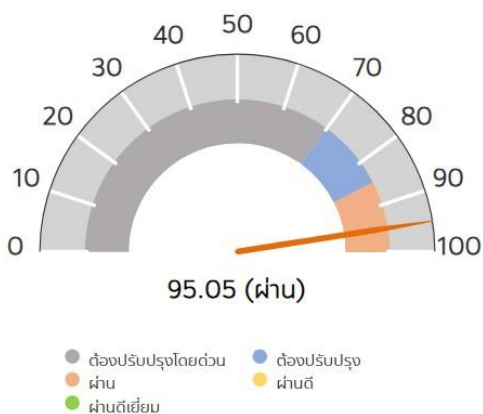 50
40
60
30
70
20
80
10
90
0
100
95.05 (ผ่าน)
ต้องปรับปรุงโดยด่วน
ต้องปรับปรุง
ผ่าน
ผ่านดี
ผ่านดีเยี่ยม